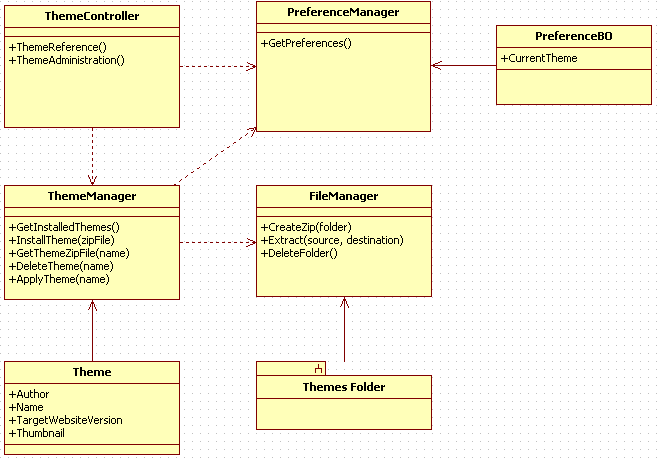 ThemeController
+ThemeReference()
+ThemeAdministration()
PreferenceManager
+GetPreferences()
PreferenceBO
+CurrentTheme
ThemeManager
+GetInstalledThemes()
+InstallTheme(zipFile)
+GetThemeZipFile(name)
+DeleteTheme(name)
+ApplyTheme(name)
FileManager
+CreateZip(folder)
+Extract(source, destination)
+DeleteFolder()
Theme
+Author
+Name
+TargetWebsiteVersion
+Thumbnail
Themes Folder